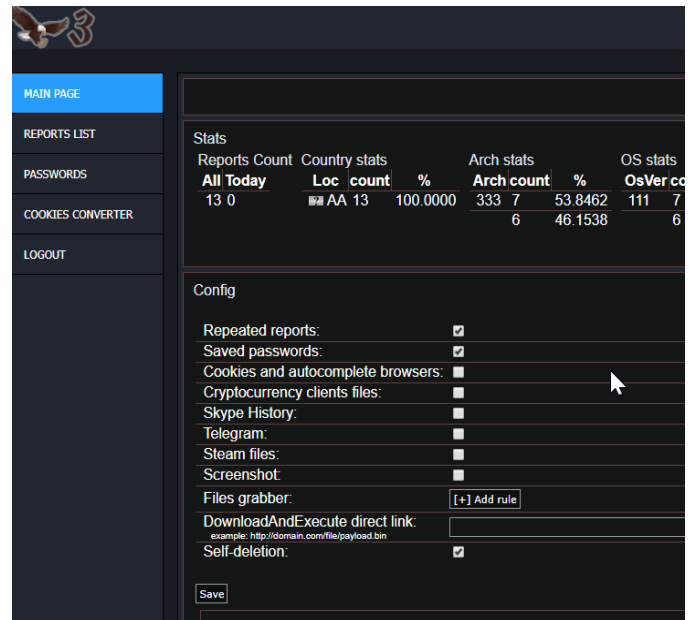 3
MAIN PAGE
REPORTS LIST
PASSWORDS
COOKIES CONVERTER
LOGOUT
Stats
Reports Count Country stats Arch stats OS stats
All Today Loc count % Arch count % OsVer co
13 0 AA 13 100.0000 333 7 53.8462 111 7
6 46.1538 6
Config
Repeated reports:
Saved passwords:
Cookies and autocomplete browsers:
Cryptocurrency clients files:
Skype History:
Telegram:
Steam files:
Screenshot:
Files grabber: [+] Add rule
DownloadAndExecute direct link:
example: http://domain.com/file/payload.bin
Self-deletion:
Save